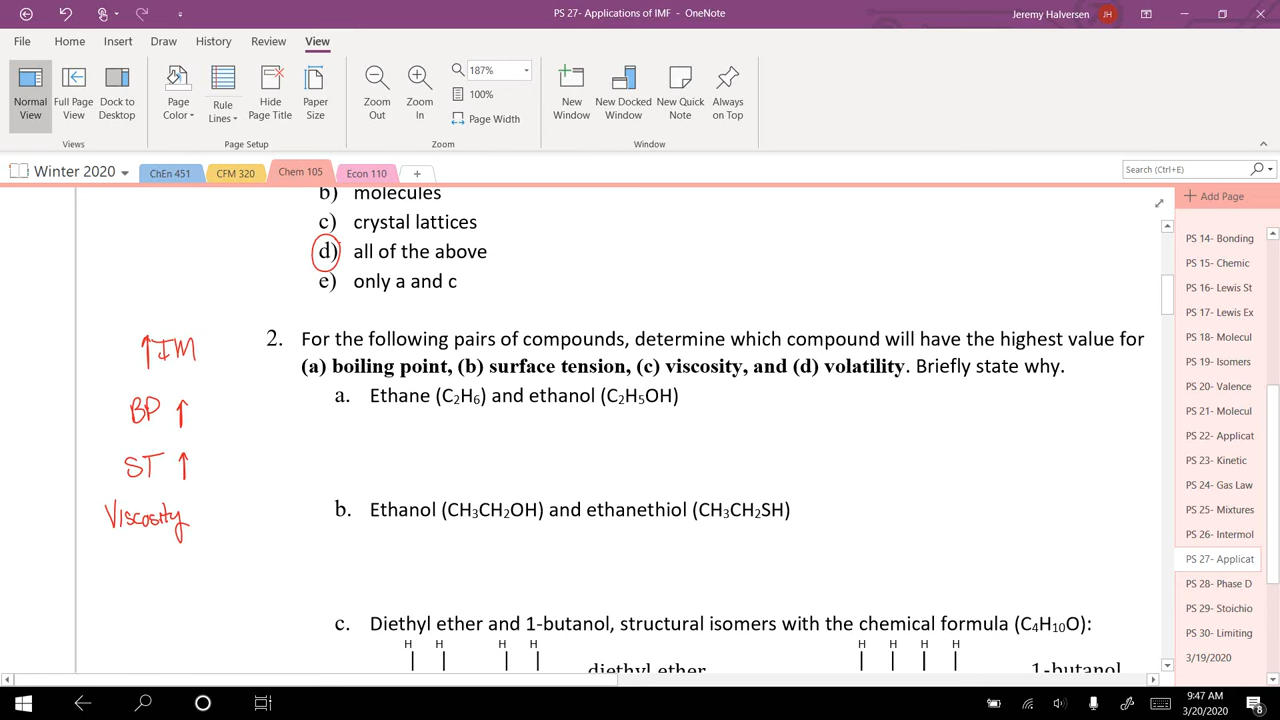 PS 27- Applications of IMF - OneNote
Jeremy Halversen JH
File Home Insert Draw History Review View
Normal View
Full Page View
Dock to Desktop
Views
Page Color
Rule Lines
Hide Page Title
Paper Size
Page Setup
Zoom Out
Zoom In
187%
100%
Page Width
Zoom
New Window
New Docked Window
New Quick Note
Always on Top
Window
Winter 2020 ChEn 451 CFM 320 Chem 105 Econ 110 +
Search (Ctrl+E)
b) molecules
c) crystal lattices
d) all of the above
e) only a and c
2. For the following pairs of compounds, determine which compound will have the highest value for
(a) boiling point, (b) surface tension, (c) viscosity, and (d) volatility. Briefly state why.
a. Ethane (C₂H₆) and ethanol (C₂H₅OH)
b. Ethanol (CH₃CH₂OH) and ethanethiol (CH₃CH₂SH)
c. Diethyl ether and 1-butanol, structural isomers with the chemical formula (C₄H₁₀O):
H H H H H H H H
diethyl ether 1-butanol
↑IM
BP ↑
ST ↑
Viscosity
Add Page
PS 14- Bonding
PS 15- Chemic
PS 16- Lewis St
PS 17- Lewis Ex
PS 18- Molecul
PS 19- Isomers
PS 20- Valence
PS 21- Molecul
PS 22- Applicat
PS 23- Kinetic
PS 24- Gas Law
PS 25- Mixtures
PS 26- Intermol
PS 27- Applicat
PS 28- Phase D
PS 29- Stoichio
PS 30- Limiting
3/19/2020
9:47 AM
3/20/2020
8